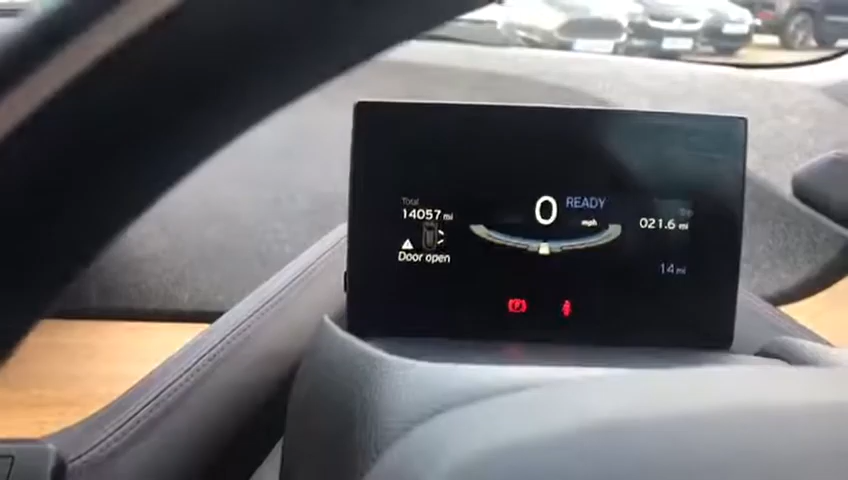 Total
14057 mi
Door open
0 READY
mph
Trip
021.6 mi
14 mi